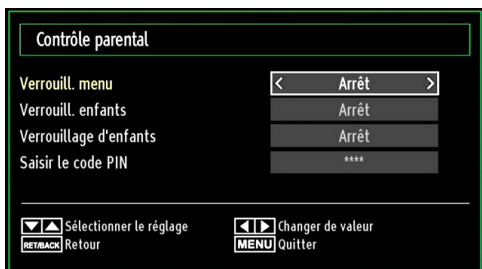 Contrôle parental
Verrouill. menu < Arrêt >
Verrouill. enfants Arrêt
Verrouillage d'enfants Arrêt
Saisir le code PIN ****
▼▲ Sélectionner le réglage ◀▶ Changer de valeur
RET/BACK Retour MENU Quitter